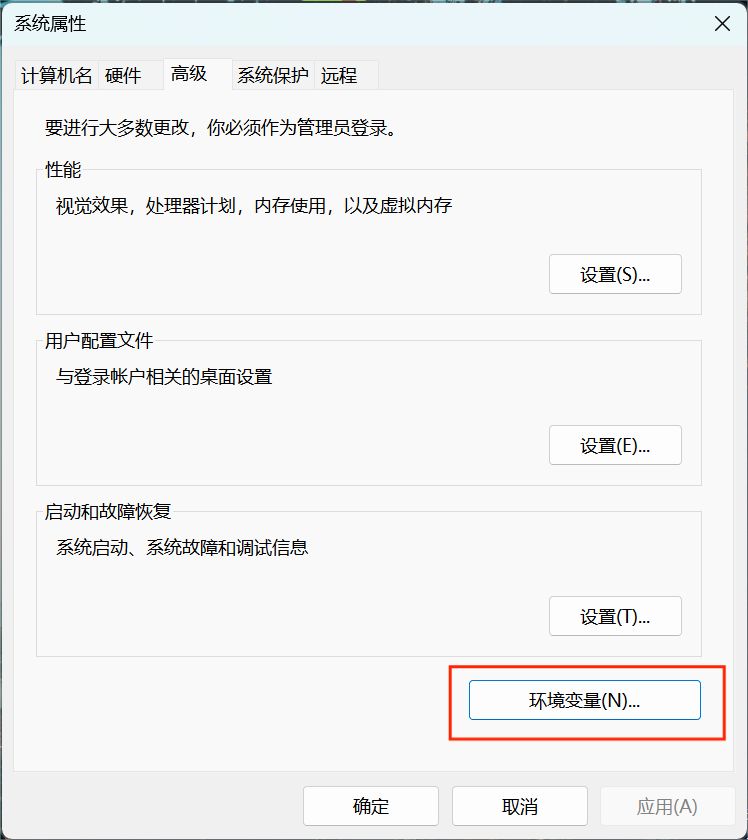 系统属性
计算机名 硬件 高级 系统保护 远程
要进行大多数更改，你必须作为管理员登录。
性能
视觉效果，处理器计划，内存使用，以及虚拟内存
设置(S)...
用户配置文件
与登录帐户相关的桌面设置
设置(E)...
启动和故障恢复
系统启动、系统故障和调试信息
设置(T)...
环境变量(N)...
确定 取消 应用(A)